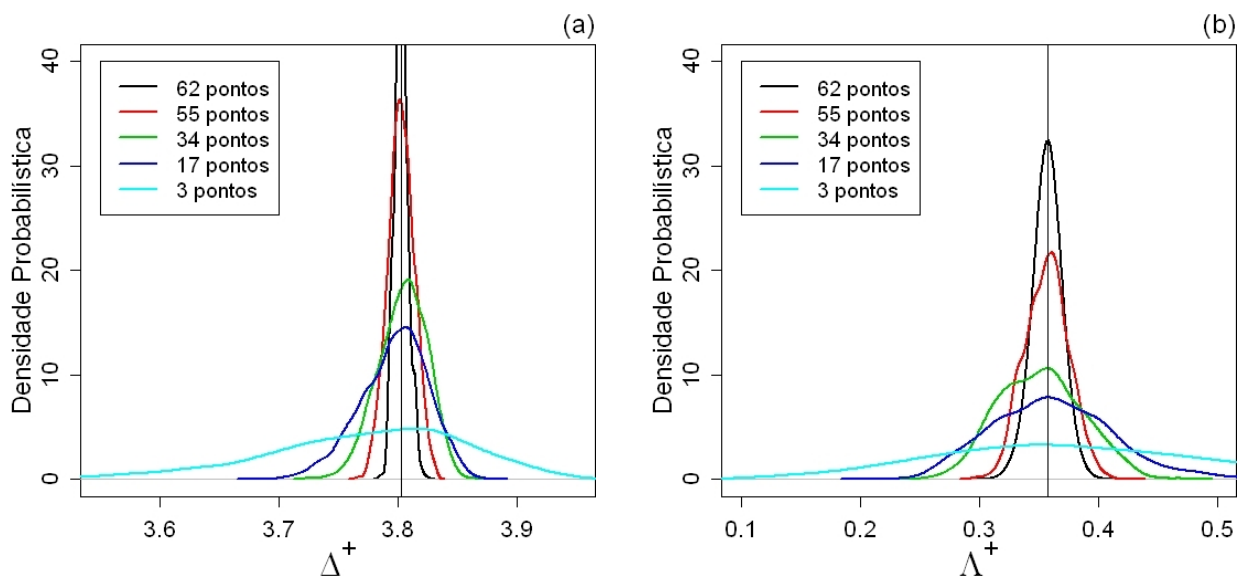 (a)
Densidade Probabilística
40
30
20
10
0
62 pontos
55 pontos
34 pontos
17 pontos
3 pontos
3.6
3.7
3.8
3.9
Δ+
(b)
Densidade Probabilística
40
30
20
10
0
62 pontos
55 pontos
34 pontos
17 pontos
3 pontos
0.1
0.2
0.3
0.4
0.5
Λ+